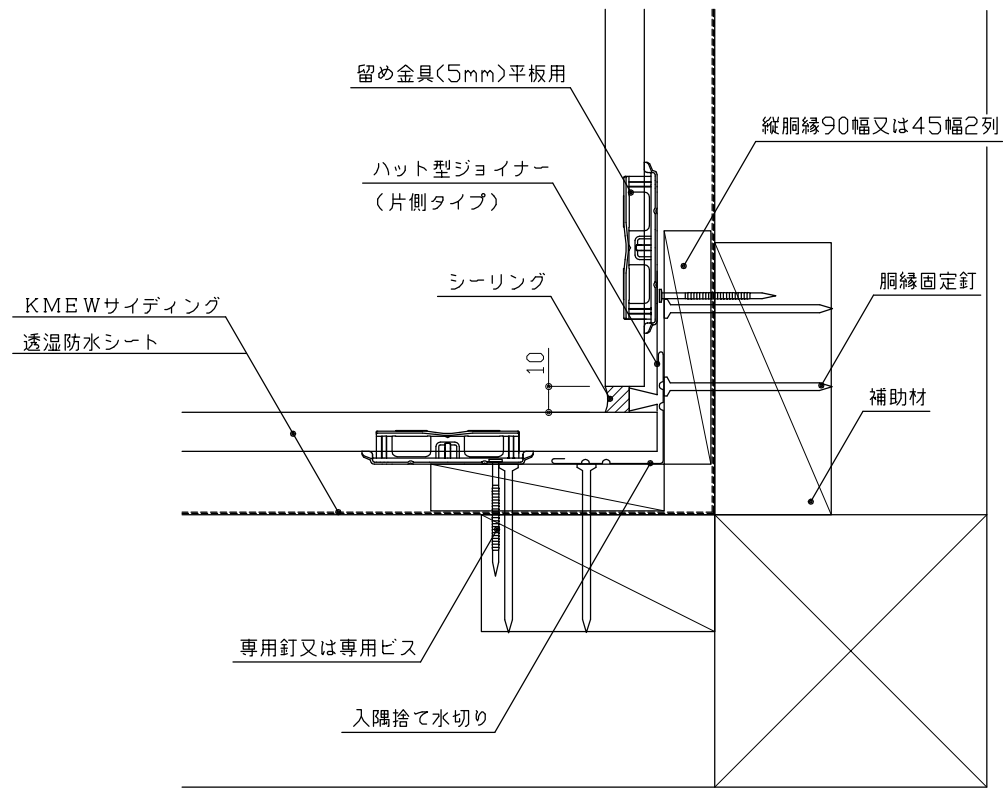 留め金具(5mm)平板用
縦胴縁90幅又は45幅2列
ハット型ジョイナー
(片側タイプ)
シーリング
胴縁固定釘
KMEWサイディング
透湿防水シート
10
補助材
専用釘又は専用ビス
入隅捨て水切り